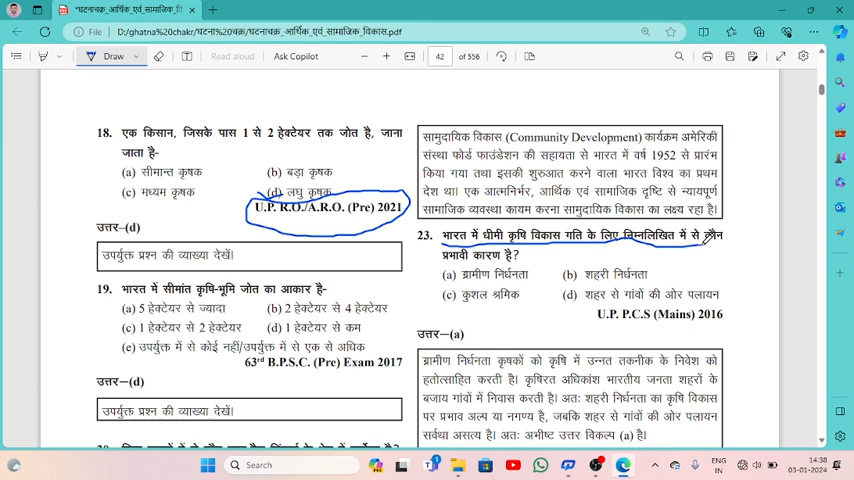 *घटनाचक्र_आर्थिक_एवं_सामाजिक_वि
File
D:/ghatna%20chakr/घटना%20चक्र/घटनाचक्र_आर्थिक_एवं_सामाजिक_विकास.pdf
Draw
Read aloud
Ask Copilot
42 of 556
18. एक किसान, जिसके पास 1 से 2 हेक्टेयर तक जोत है, जाना
जाता है-
(a) सीमान्त कृषक (b) बड़ा कृषक
(c) मध्यम कृषक (d) लघु कृषक
U.P. R.O./A.R.O. (Pre) 2021
उत्तर-(d)
उपर्युक्त प्रश्न की व्याख्या देखें।
19. भारत में सीमांत कृषि-भूमि जोत का आकार है-
(a) 5 हेक्टेयर से ज्यादा (b) 2 हेक्टेयर से 4 हेक्टेयर
(c) 1 हेक्टेयर से 2 हेक्टेयर (d) 1 हेक्टेयर से कम
(e) उपर्युक्त में से कोई नहीं/उपर्युक्त में से एक से अधिक
63rd B.P.S.C. (Pre) Exam 2017
उत्तर-(d)
उपर्युक्त प्रश्न की व्याख्या देखें।
सामुदायिक विकास (Community Development) कार्यक्रम अमेरिकी
संस्था फोर्ड फाउंडेशन की सहायता से भारत में वर्ष 1952 से प्रारंभ
किया गया तथा इसकी शुरुआत करने वाला भारत विश्व का प्रथम
देश था। एक आत्मनिर्भर, आर्थिक एवं सामाजिक दृष्टि से न्यायपूर्ण
सामाजिक व्यवस्था कायम करना सामुदायिक विकास का लक्ष्य रहा है।
23. भारत में धीमी कृषि विकास गति के लिए निम्नलिखित में से कौन
प्रभावी कारण है?
(a) ग्रामीण निर्धनता (b) शहरी निर्धनता
(c) कुशल श्रमिक (d) शहर से गांवों की ओर पलायन
U.P. P.C.S (Mains) 2016
उत्तर-(a)
ग्रामीण निर्धनता कृषकों को कृषि में उन्नत तकनीक के निवेश को
हतोत्साहित करती है। कृषिरत अधिकांश भारतीय जनता शहरों के
बजाय गांवों में निवास करती है। अतः शहरी निर्धनता का कृषि विकास
पर प्रभाव अल्प या नगण्य है, जबकि शहर से गांवों की ओर पलायन
सर्वथा असत्य है। अतः अभीष्ट उत्तर विकल्प (a) है।
Search
ENG
IN
14:38
03-01-2024